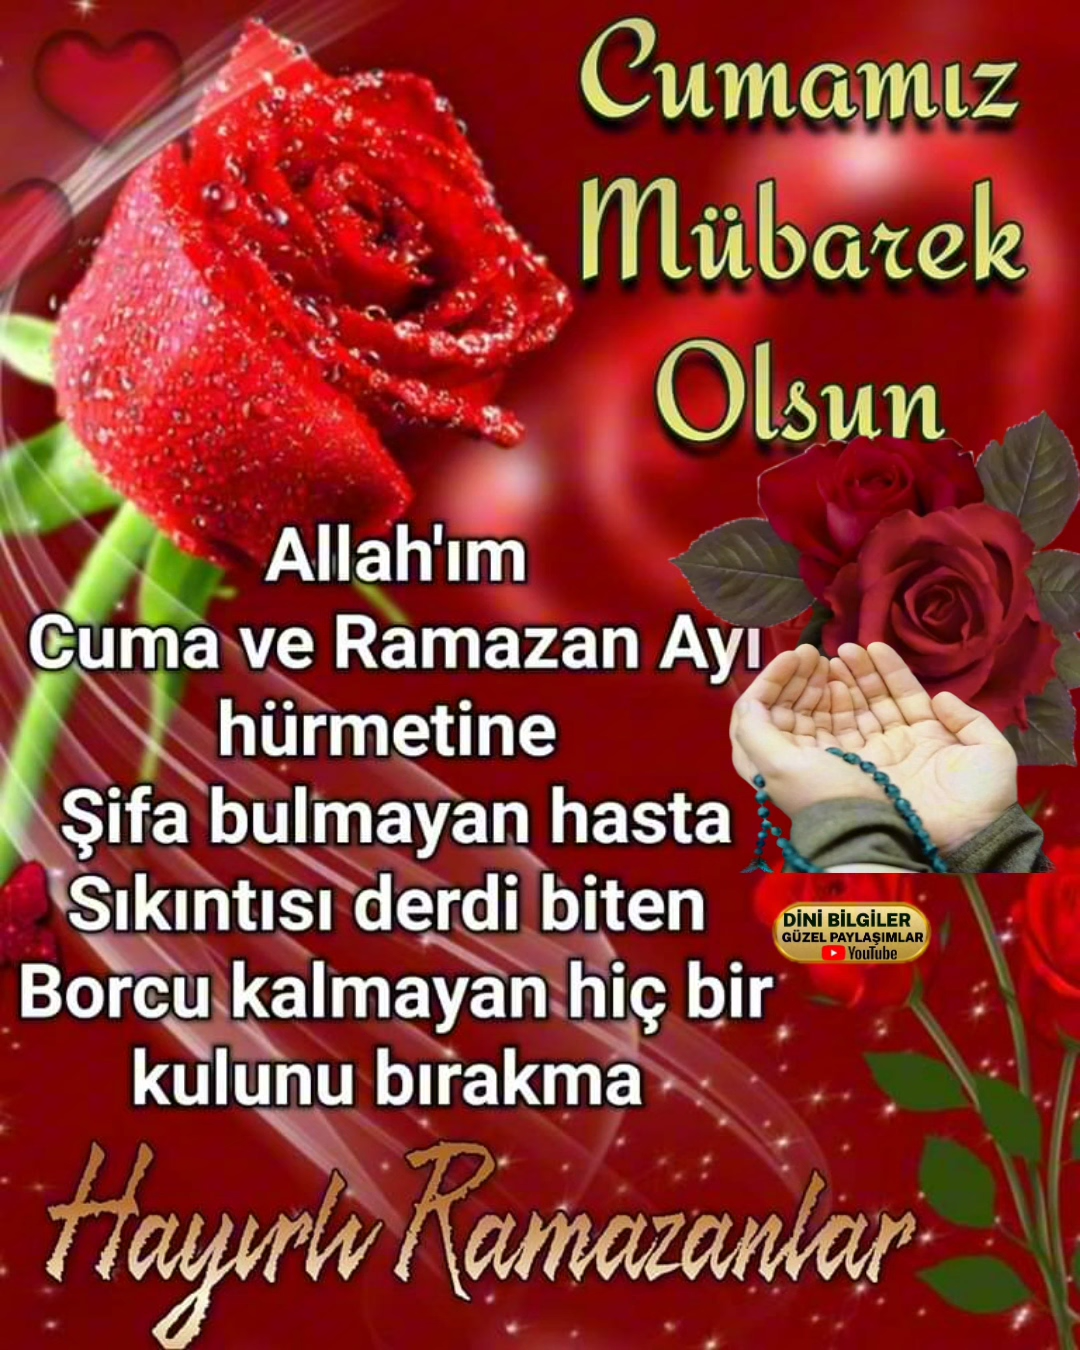 Cumamız
Mübarek
Olsun
Allah'ım
Cuma ve Ramazan Ayı
hürmetine
Şifa bulmayan hasta
Sıkıntısı derdi biten
Borcu kalmayan hiç bir
kulunu bırakma
DİNİ BİLGİLER
GÜZEL PAYLAŞIMLAR
YouTube
Hayırlı Ramazanlar